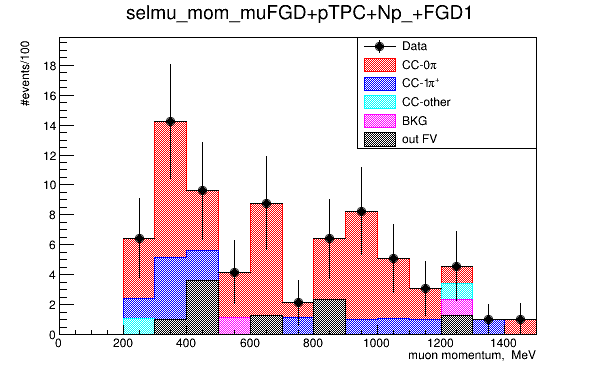 selmu_mom_muFGD+pTPC+Np_+FGD1
#events/100
Data
CC-0π
CC-1π⁺
CC-other
BKG
out FV
18
16
14
12
10
8
6
4
2
0
0 200 400 600 800 1000 1200 1400
muon momentum, MeV